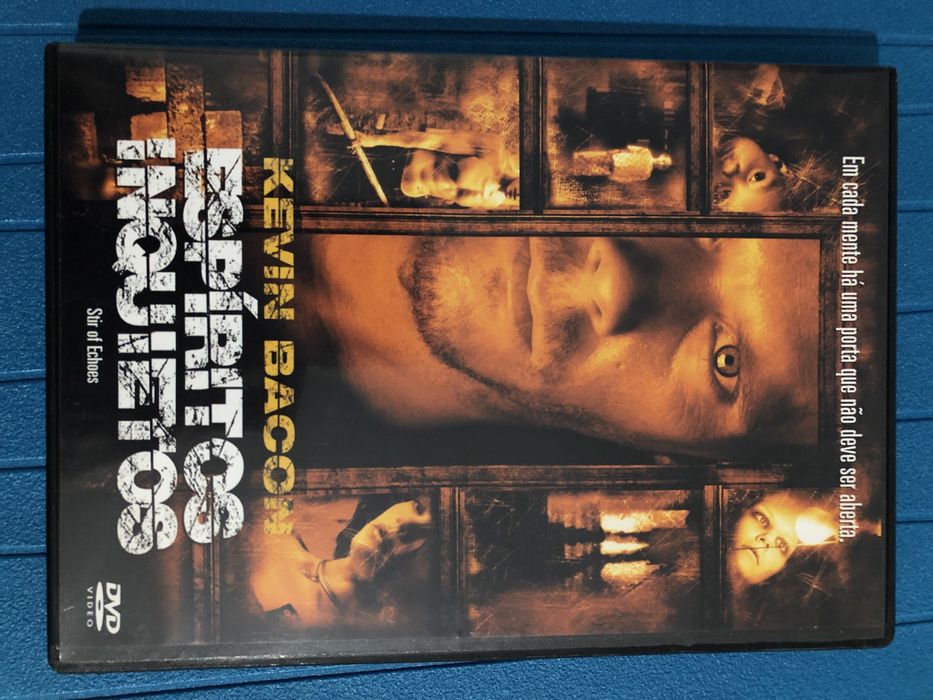 Em cada mente há uma porta que não deve ser aberta.
KEVIN BACON
ESPÍRITOS
INQUIETOS
Stir of Echoes
DVD
VIDEO